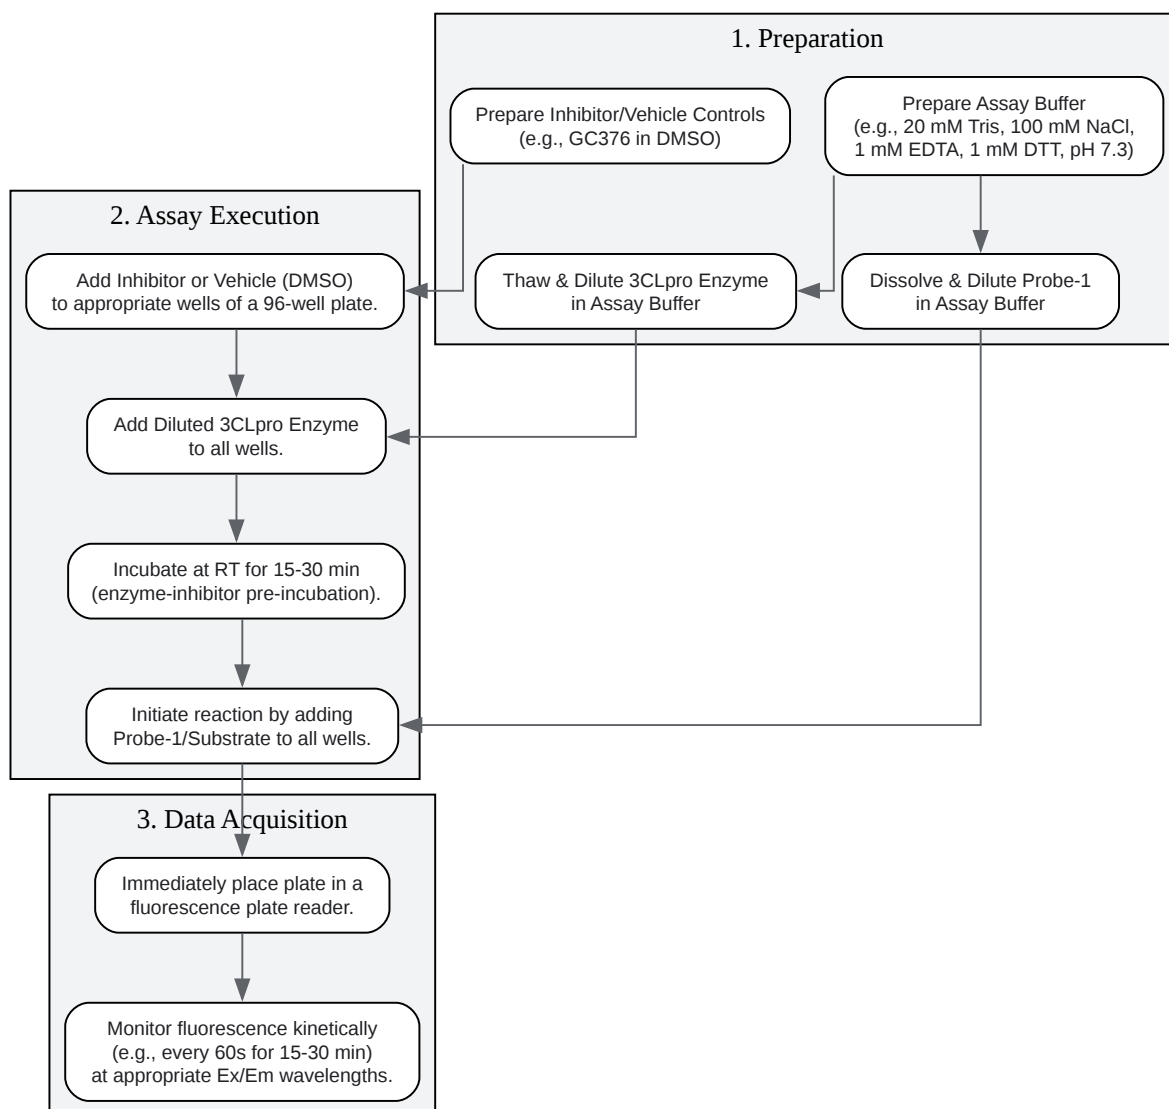 1. Preparation
Prepare Inhibitor/Vehicle Controls
(e.g., GC376 in DMSO)
Prepare Assay Buffer
(e.g., 20 mM Tris, 100 mM NaCl,
1 mM EDTA, 1 mM DTT, pH 7.3)
Thaw & Dilute 3CLpro Enzyme
in Assay Buffer
Dissolve & Dilute Probe-1
in Assay Buffer
2. Assay Execution
Add Inhibitor or Vehicle (DMSO)
to appropriate wells of a 96-well plate.
Add Diluted 3CLpro Enzyme
to all wells.
Incubate at RT for 15-30 min
(enzyme-inhibitor pre-incubation).
Initiate reaction by adding
Probe-1/Substrate to all wells.
3. Data Acquisition
Immediately place plate in a
fluorescence plate reader.
Monitor fluorescence kinetically
(e.g., every 60s for 15-30 min)
at appropriate Ex/Em wavelengths.